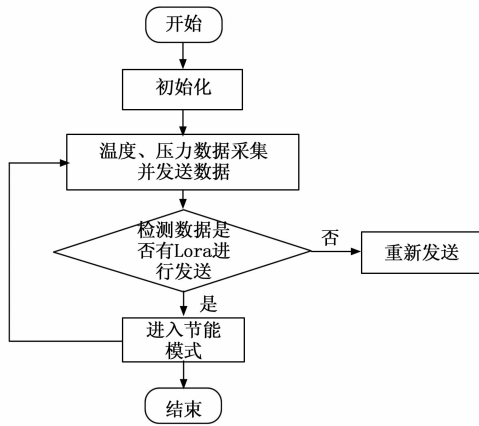 开始
初始化
温度、压力数据采集
并发送数据
检测数据是
否有Lora进
行发送
否
重新发送
是
进入节能
模式
结束